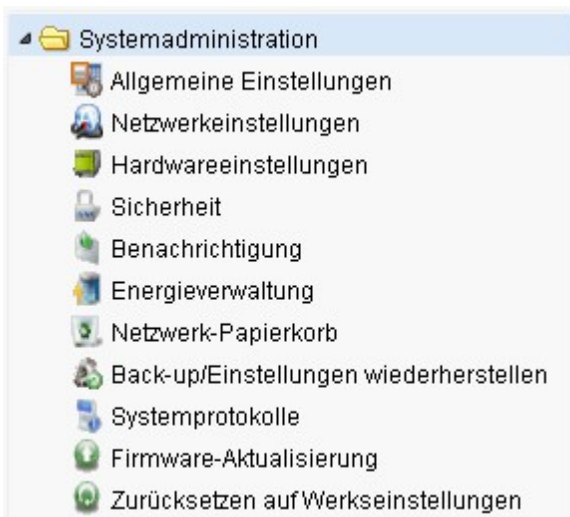 Systemadministration
Allgemeine Einstellungen
Netzwerkeinstellungen
Hardwareeinstellungen
Sicherheit
Benachrichtigung
Energieverwaltung
Netzwerk-Papierkorb
Back-up/Einstellungen wiederherstellen
Systemprotokolle
Firmware-Aktualisierung
Zurücksetzen auf Werkseinstellungen